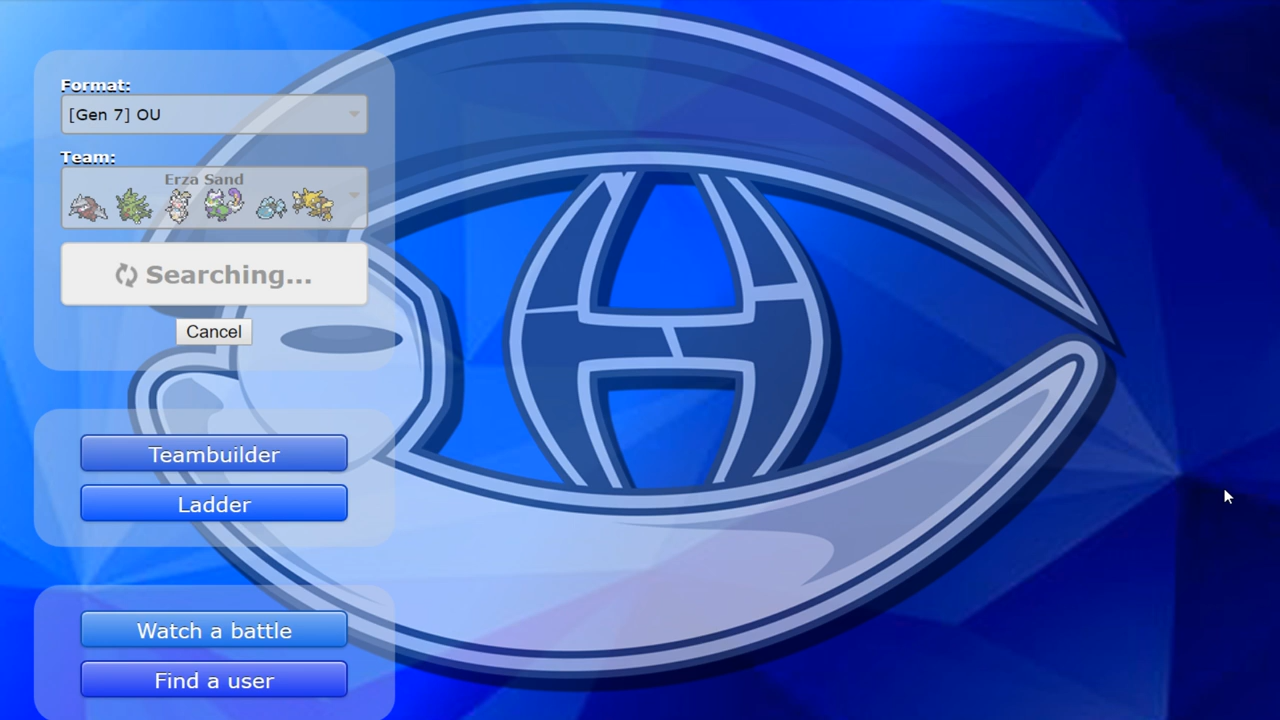 Format:
[Gen 7] OU
Team:
Erza Sand
Searching...
Cancel
Teambuilder
Ladder
Watch a battle
Find a user